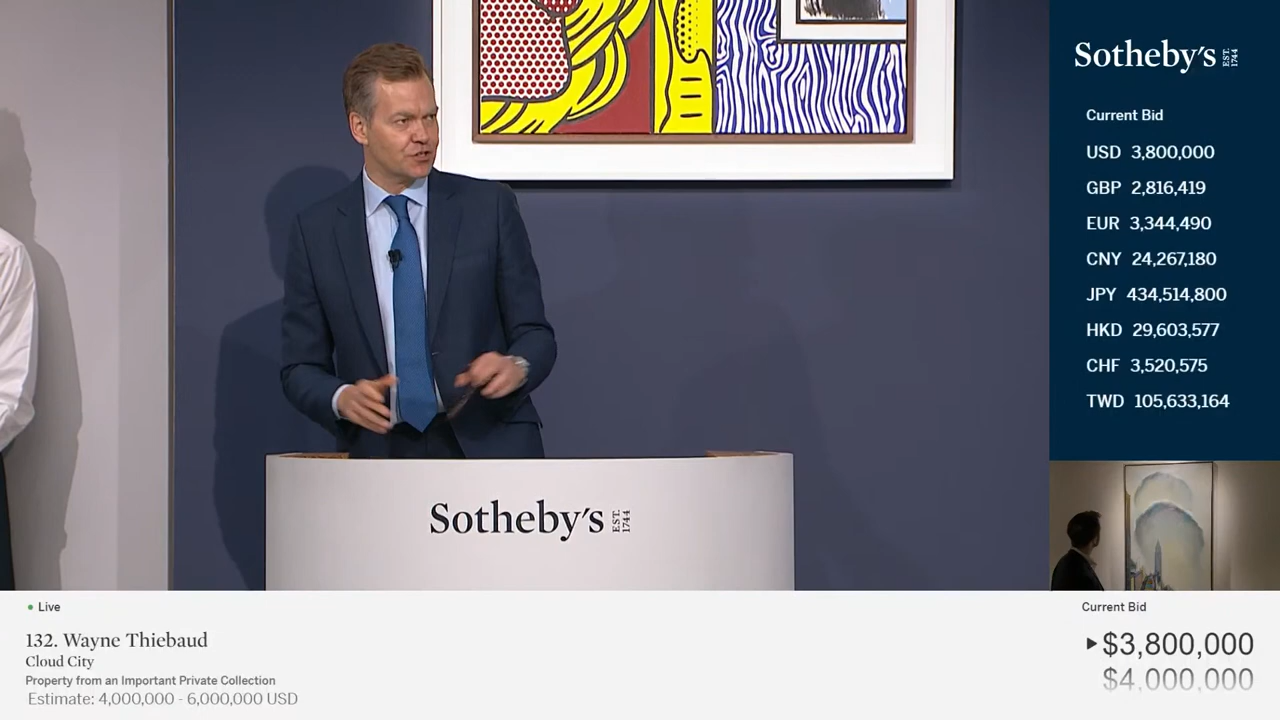 Sotheby's EST. 1744
Current Bid
USD 3,800,000
GBP 2,816,419
EUR 3,344,490
CNY 24,267,180
JPY 434,514,800
HKD 29,603,577
CHF 3,520,575
TWD 105,633,164
Sotheby's EST. 1744
Live
132. Wayne Thiebaud
Cloud City
Property from an Important Private Collection
Estimate: 4,000,000 - 6,000,000 USD
Current Bid
$3,800,000
$4,000,000